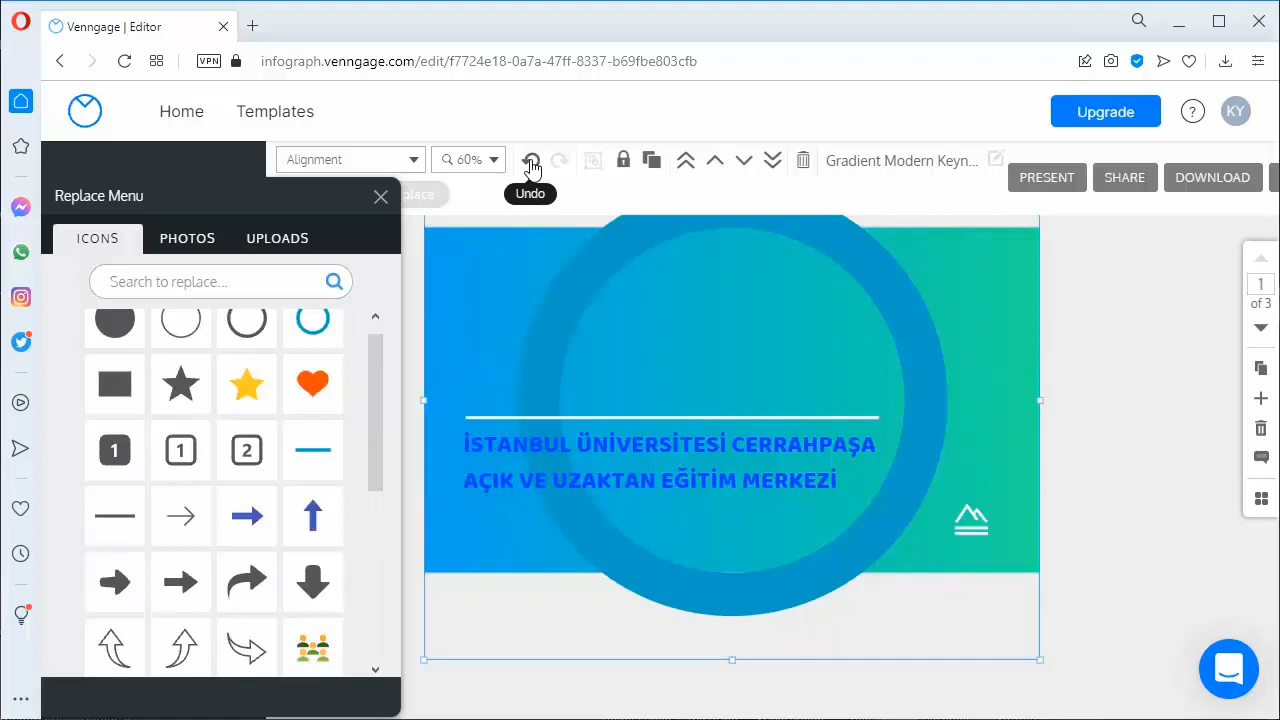 Venngage | Editor
VPN
infograph.venngage.com/edit/f7724e18-0a7a-47ff-8337-b69fbe803cfb
Home
Templates
Upgrade
?
KY
Alignment
60%
Gradient Modern Keyn...
PRESENT
SHARE
DOWNLOAD
Undo
Replace Menu
ICONS
PHOTOS
UPLOADS
Search to replace...
1
1
2
İSTANBUL ÜNİVERSİTESİ CERRAHPAŞA
AÇIK VE UZAKTAN EĞİTİM MERKEZİ
1
of 3